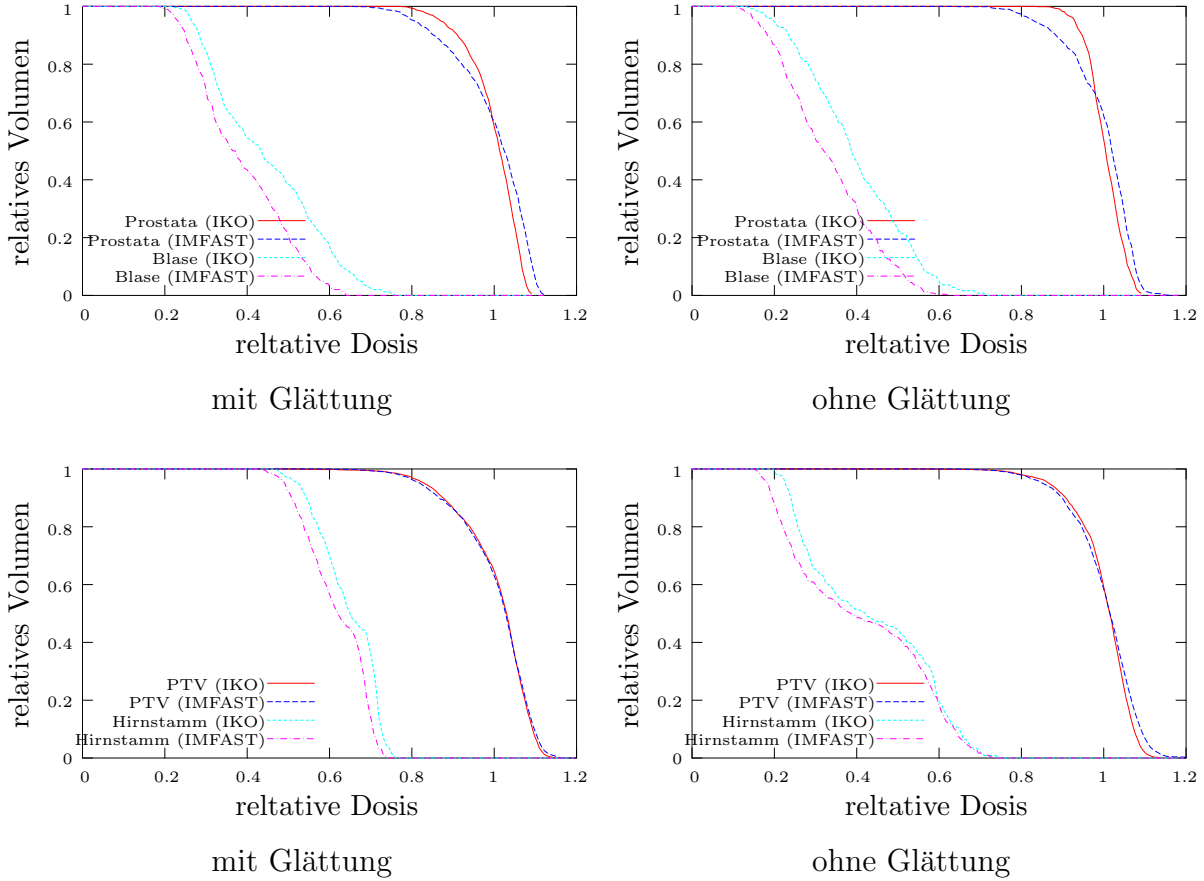 relatives Volumen
1
0.8
0.6
0.4
0.2
0
Prostata (IKO)
Prostata (IMFAST)
Blase (IKO)
Blase (IMFAST)
0 0.2 0.4 0.6 0.8 1 1.2
reltative Dosis
mit Glättung
relatives Volumen
1
0.8
0.6
0.4
0.2
0
Prostata (IKO)
Prostata (IMFAST)
Blase (IKO)
Blase (IMFAST)
0 0.2 0.4 0.6 0.8 1 1.2
reltative Dosis
ohne Glättung
relatives Volumen
1
0.8
0.6
0.4
0.2
0
PTV (IKO)
PTV (IMFAST)
Hirnstamm (IKO)
Hirnstamm (IMFAST)
0 0.2 0.4 0.6 0.8 1 1.2
reltative Dosis
mit Glättung
relatives Volumen
1
0.8
0.6
0.4
0.2
0
PTV (IKO)
PTV (IMFAST)
Hirnstamm (IKO)
Hirnstamm (IMFAST)
0 0.2 0.4 0.6 0.8 1 1.2
reltative Dosis
ohne Glättung